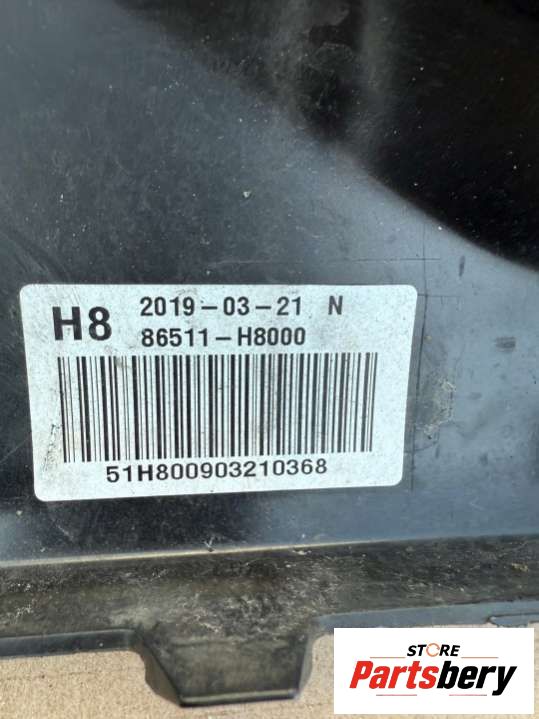 H8 2019-03-21 N
86511-H8000
51H800903210368
STORE
Partsbery